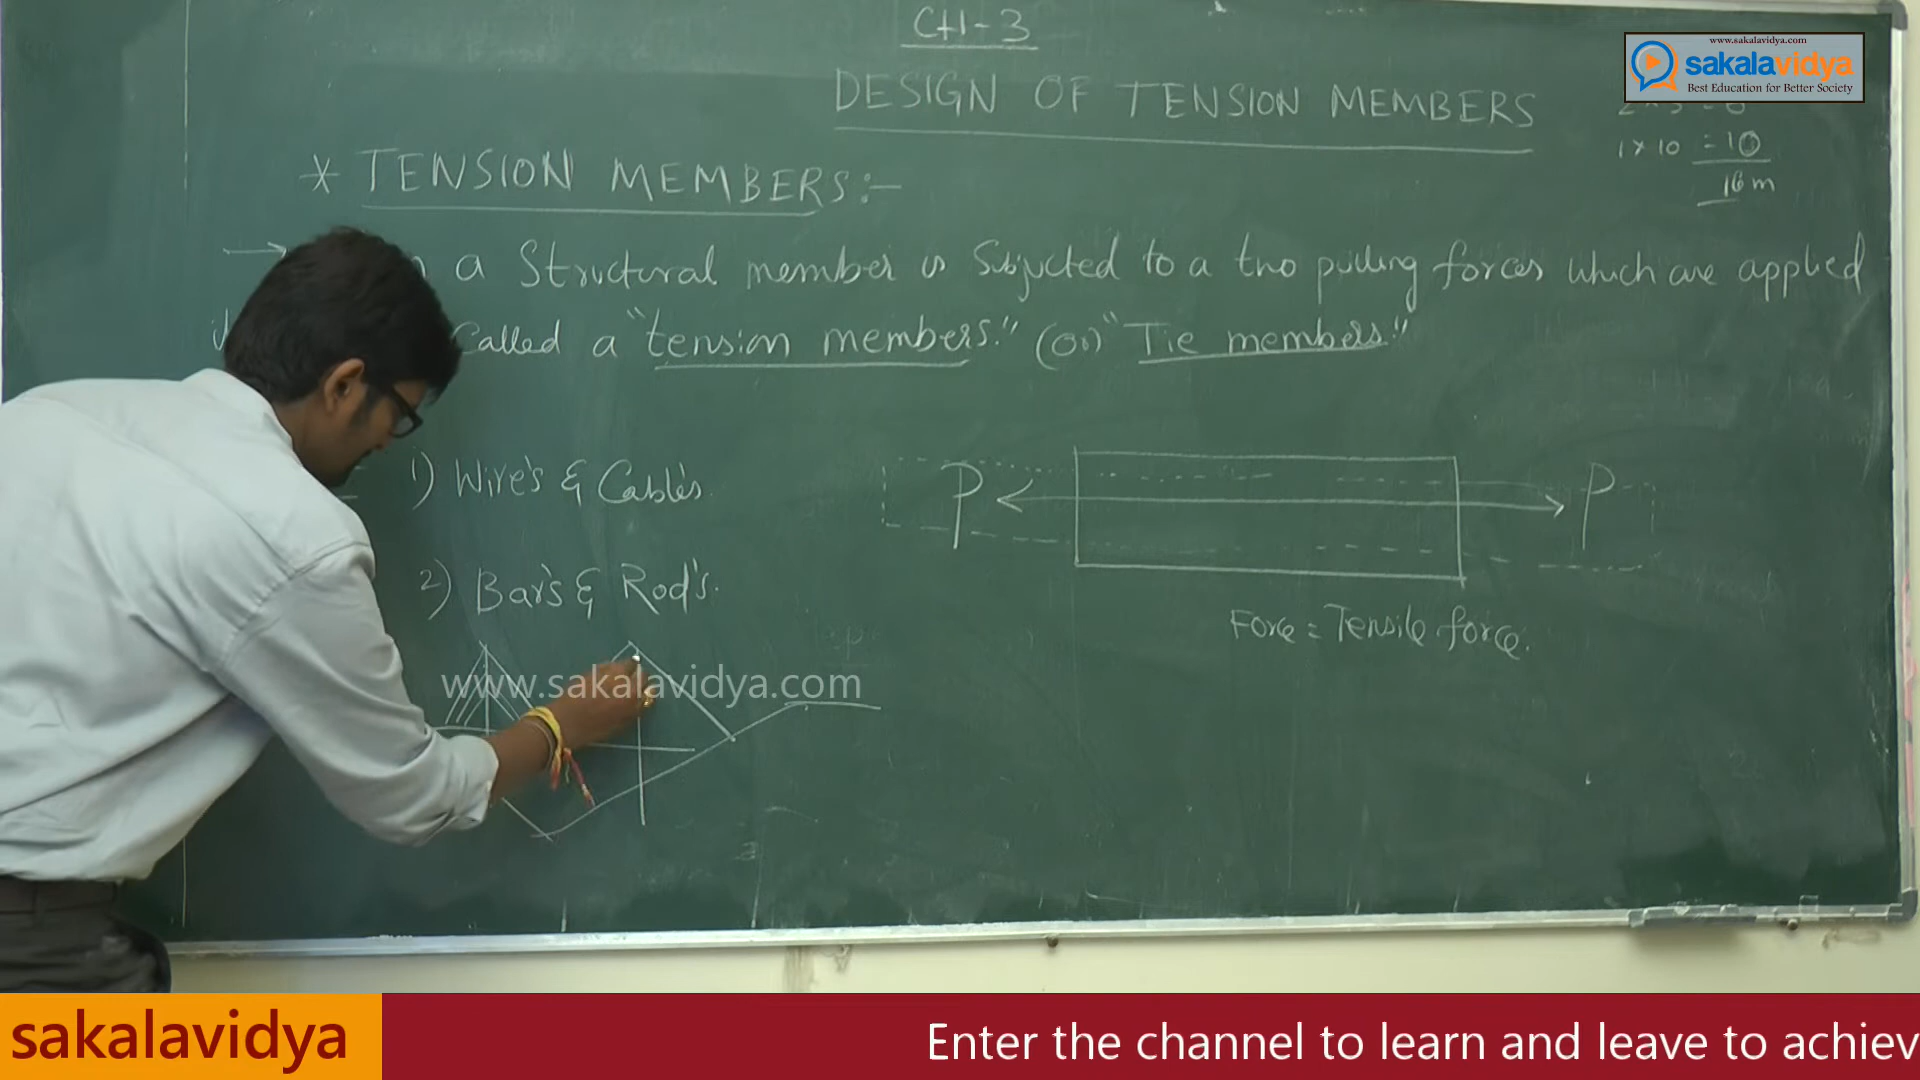 CH-3
DESIGN OF TENSION MEMBERS
www.sakalavidya.com
sakalavidya
Best Education for Better Society
1 x 10 = 10
16 m
* TENSION MEMBERS:-
→ a Structural member is Subjected to a two pulling forces which are applied
Called a "tension members." (Or) "Tie members."
1) Wire's & Cable's
P P
2) Bar's & Rod's.
Force = Tensile force.
www.sakalavidya.com
sakalavidya
Enter the channel to learn and leave to achiev